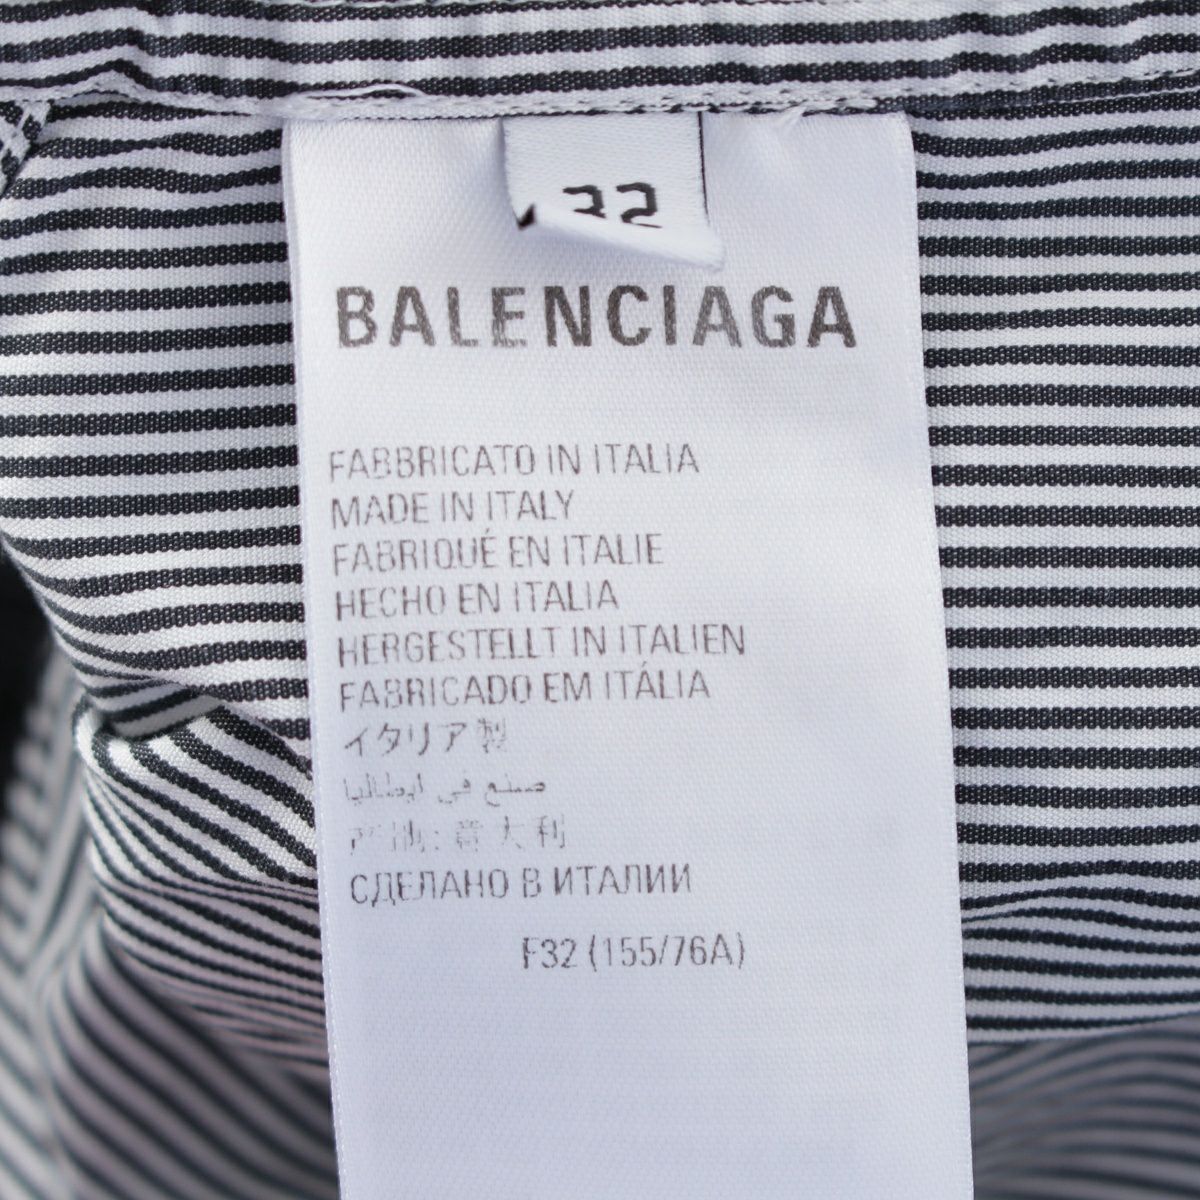 32
BALENCIAGA
FABBRICATO IN ITALIA
MADE IN ITALY
FABRIQUÉ EN ITALIE
HECHO EN ITALIA
HERGESTELLT IN ITALIEN
FABRICADO EM ITÁLIA
イタリア製
صنع في ايطاليا
产地: 意大利
СДЕЛАНО В ИТАЛИИ
F32 (155/76A)